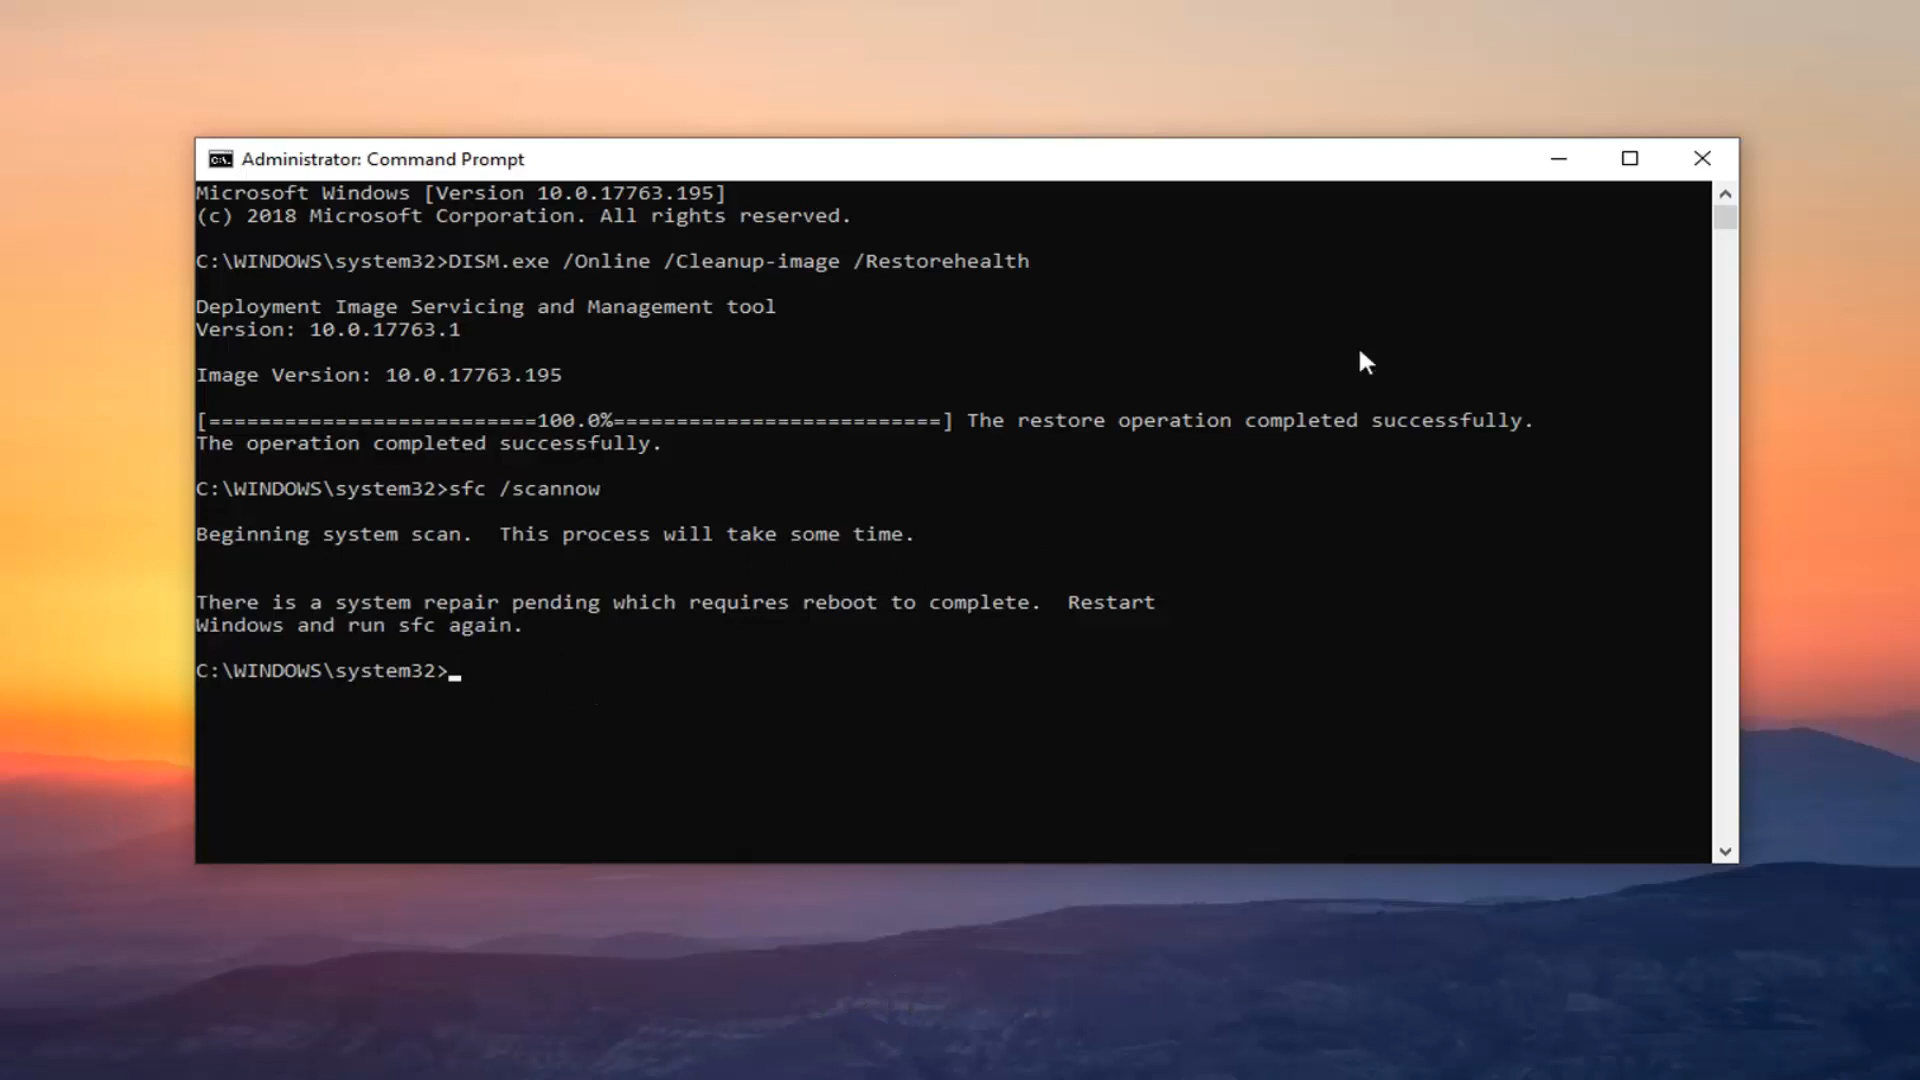 Administrator: Command Prompt
Microsoft Windows [Version 10.0.17763.195]
(c) 2018 Microsoft Corporation. All rights reserved.
C:\WINDOWS\system32>DISM.exe /Online /Cleanup-image /Restorehealth
Deployment Image Servicing and Management tool
Version: 10.0.17763.1
Image Version: 10.0.17763.195
[==========================100.0%==========================] The restore operation completed successfully.
The operation completed successfully.
C:\WINDOWS\system32>sfc /scannow
Beginning system scan.  This process will take some time.
There is a system repair pending which requires reboot to complete.  Restart
Windows and run sfc again.
C:\WINDOWS\system32>